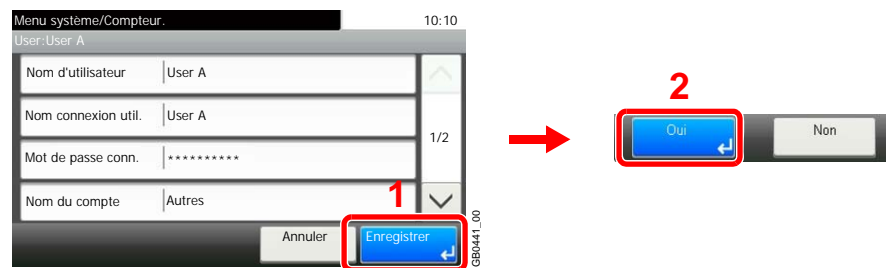 Menu système/Compteur.
10:10
User:User A
Nom d'utilisateur
User A
Nom connexion util.
User A
1/2
Mot de passe conn.
**********
Nom du compte
Autres
1
Annuler
Enregistrer
GB0441_00
2
Oui
Non